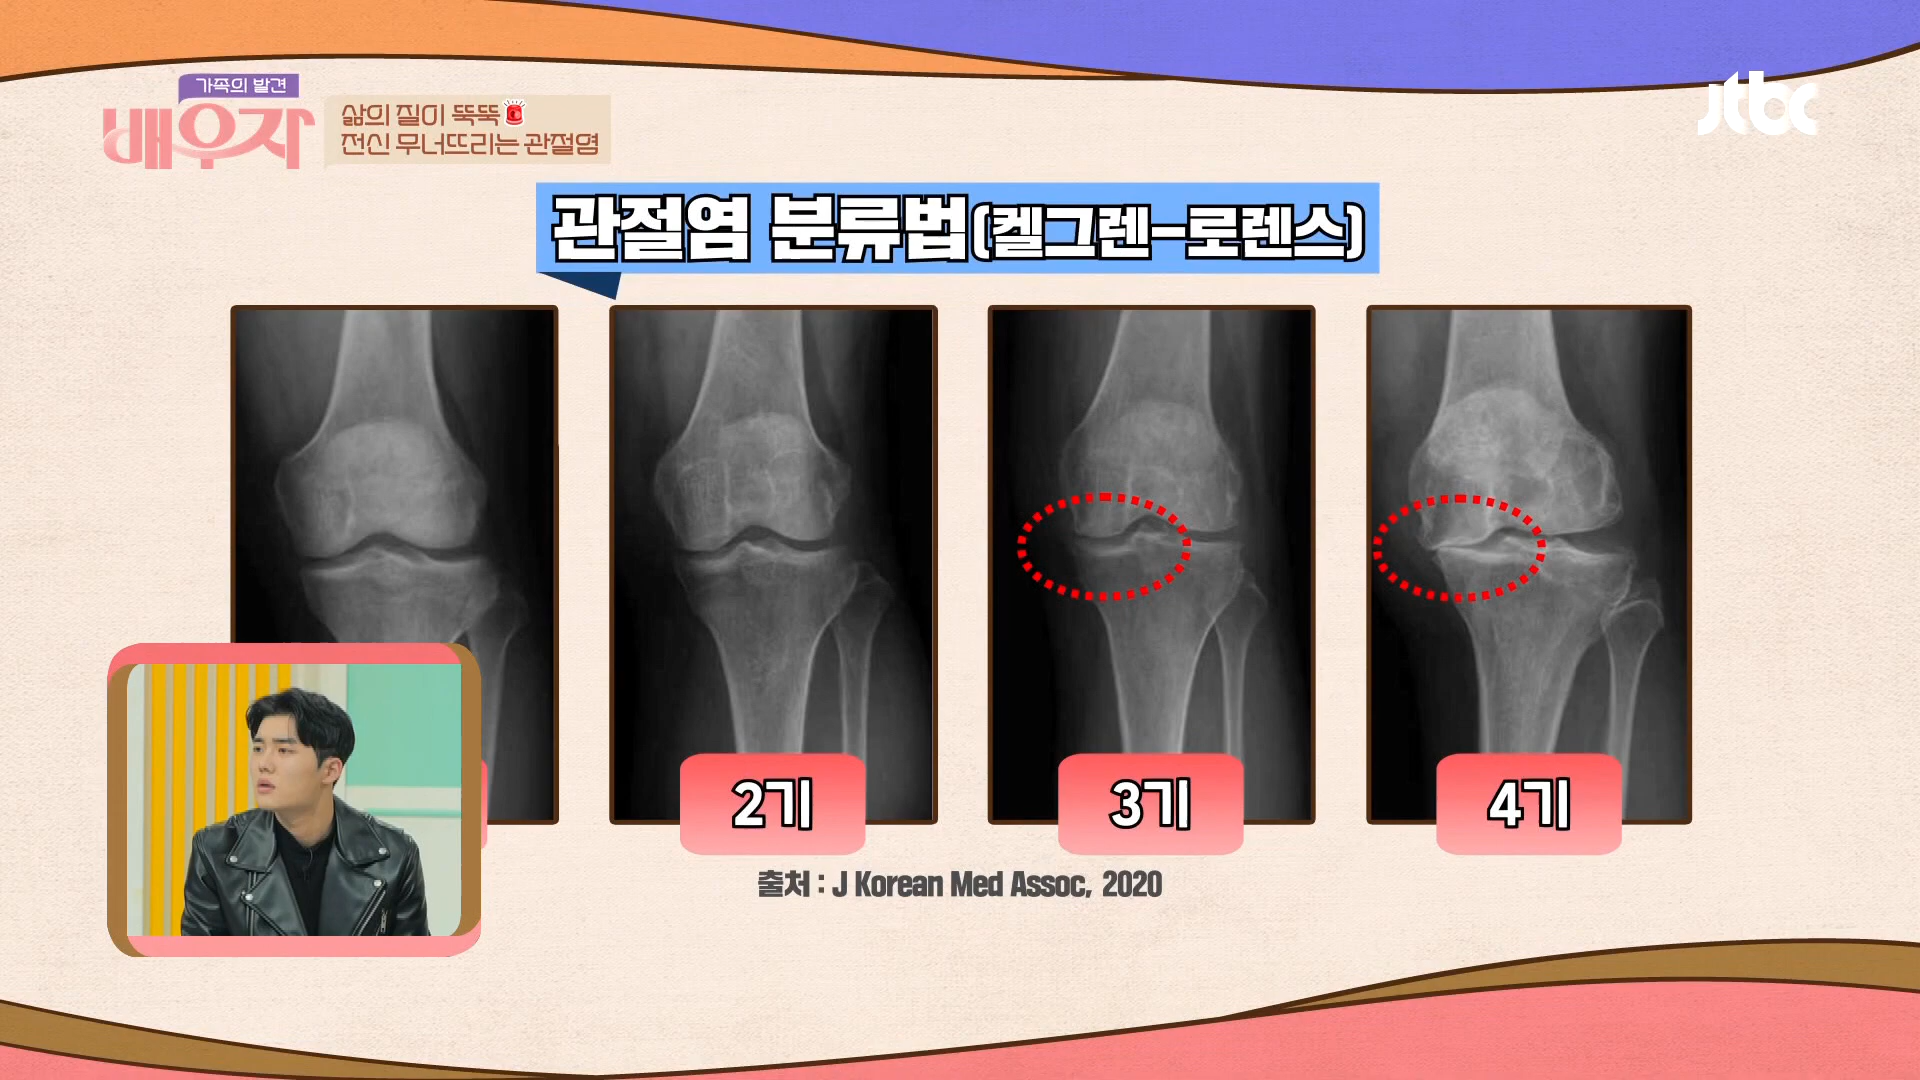 가족의 발견
배우자
삶의 질이 뚝뚝
전신 무너뜨리는 관절염
jtbc
관절염 분류법(켈그렌-로렌스)
2기
3기
4기
출처 : J Korean Med Assoc, 2020